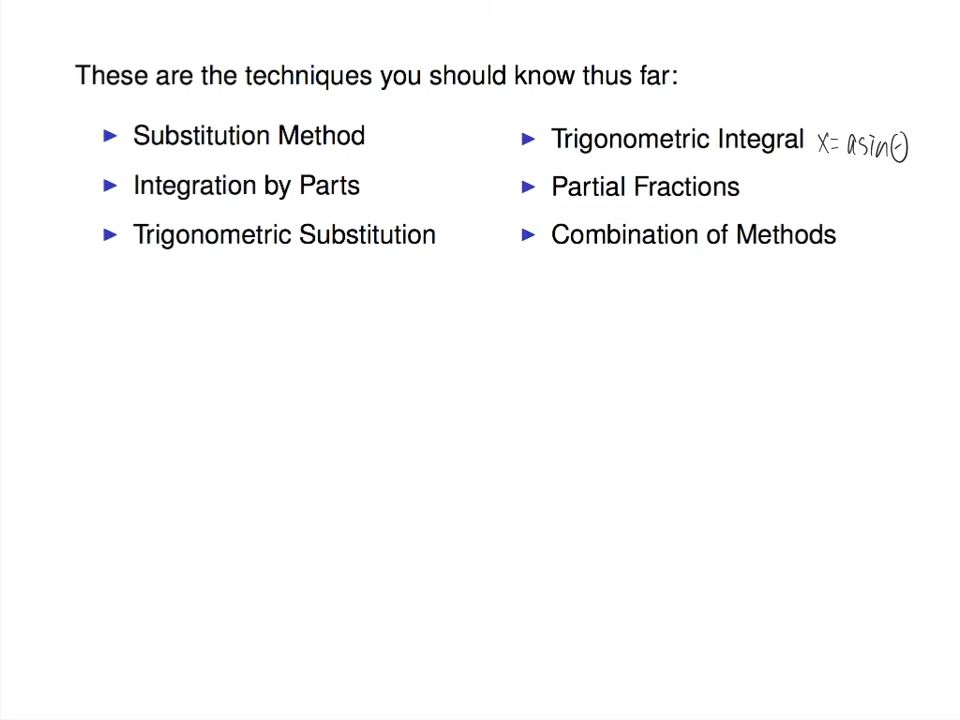 These are the techniques you should know thus far:
▶ Substitution Method
▶ Integration by Parts
▶ Trigonometric Substitution
▶ Trigonometric Integral x = a sin θ
▶ Partial Fractions
▶ Combination of Methods